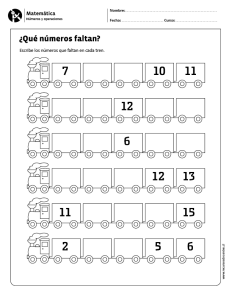 Matemática
Números y operaciones
Nombres:
Fecha: Curso:
¿Qué números faltan?
Escribe los números que faltan en cada tren.
7 10 11
12
6
12 13
11 15
2 5 6